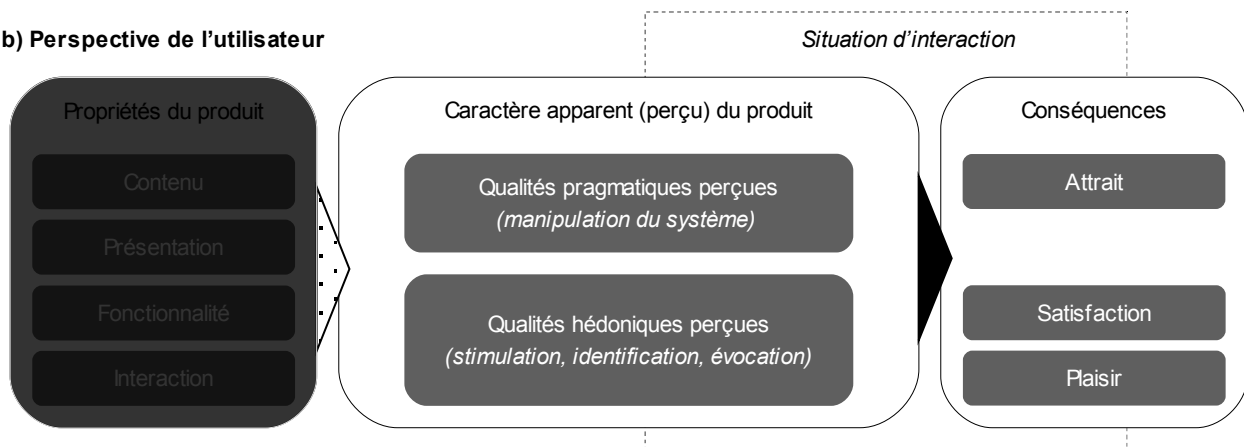 b) Perspective de l’utilisateur
Situation d’interaction
Propriétés du produit
Contenu
Présentation
Fonctionnalité
Interaction
Caractère apparent (perçu) du produit
Qualités pragmatiques perçues
(manipulation du système)
Qualités hédoniques perçues
(stimulation, identification, évocation)
Conséquences
Attrait
Satisfaction
Plaisir